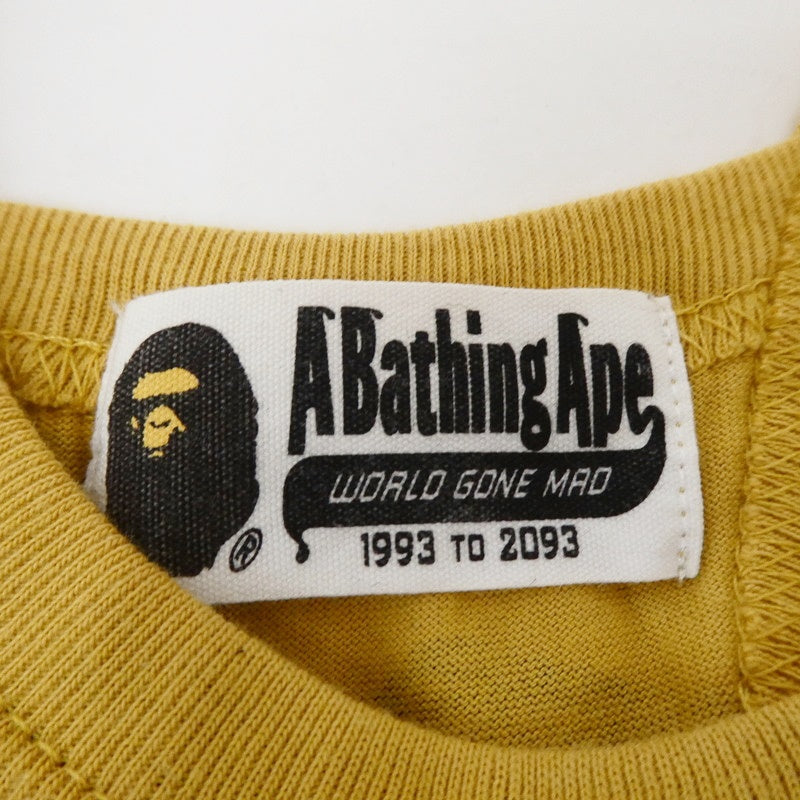 A Bathing Ape
WORLD GONE MAD
1993 TO 2093
®